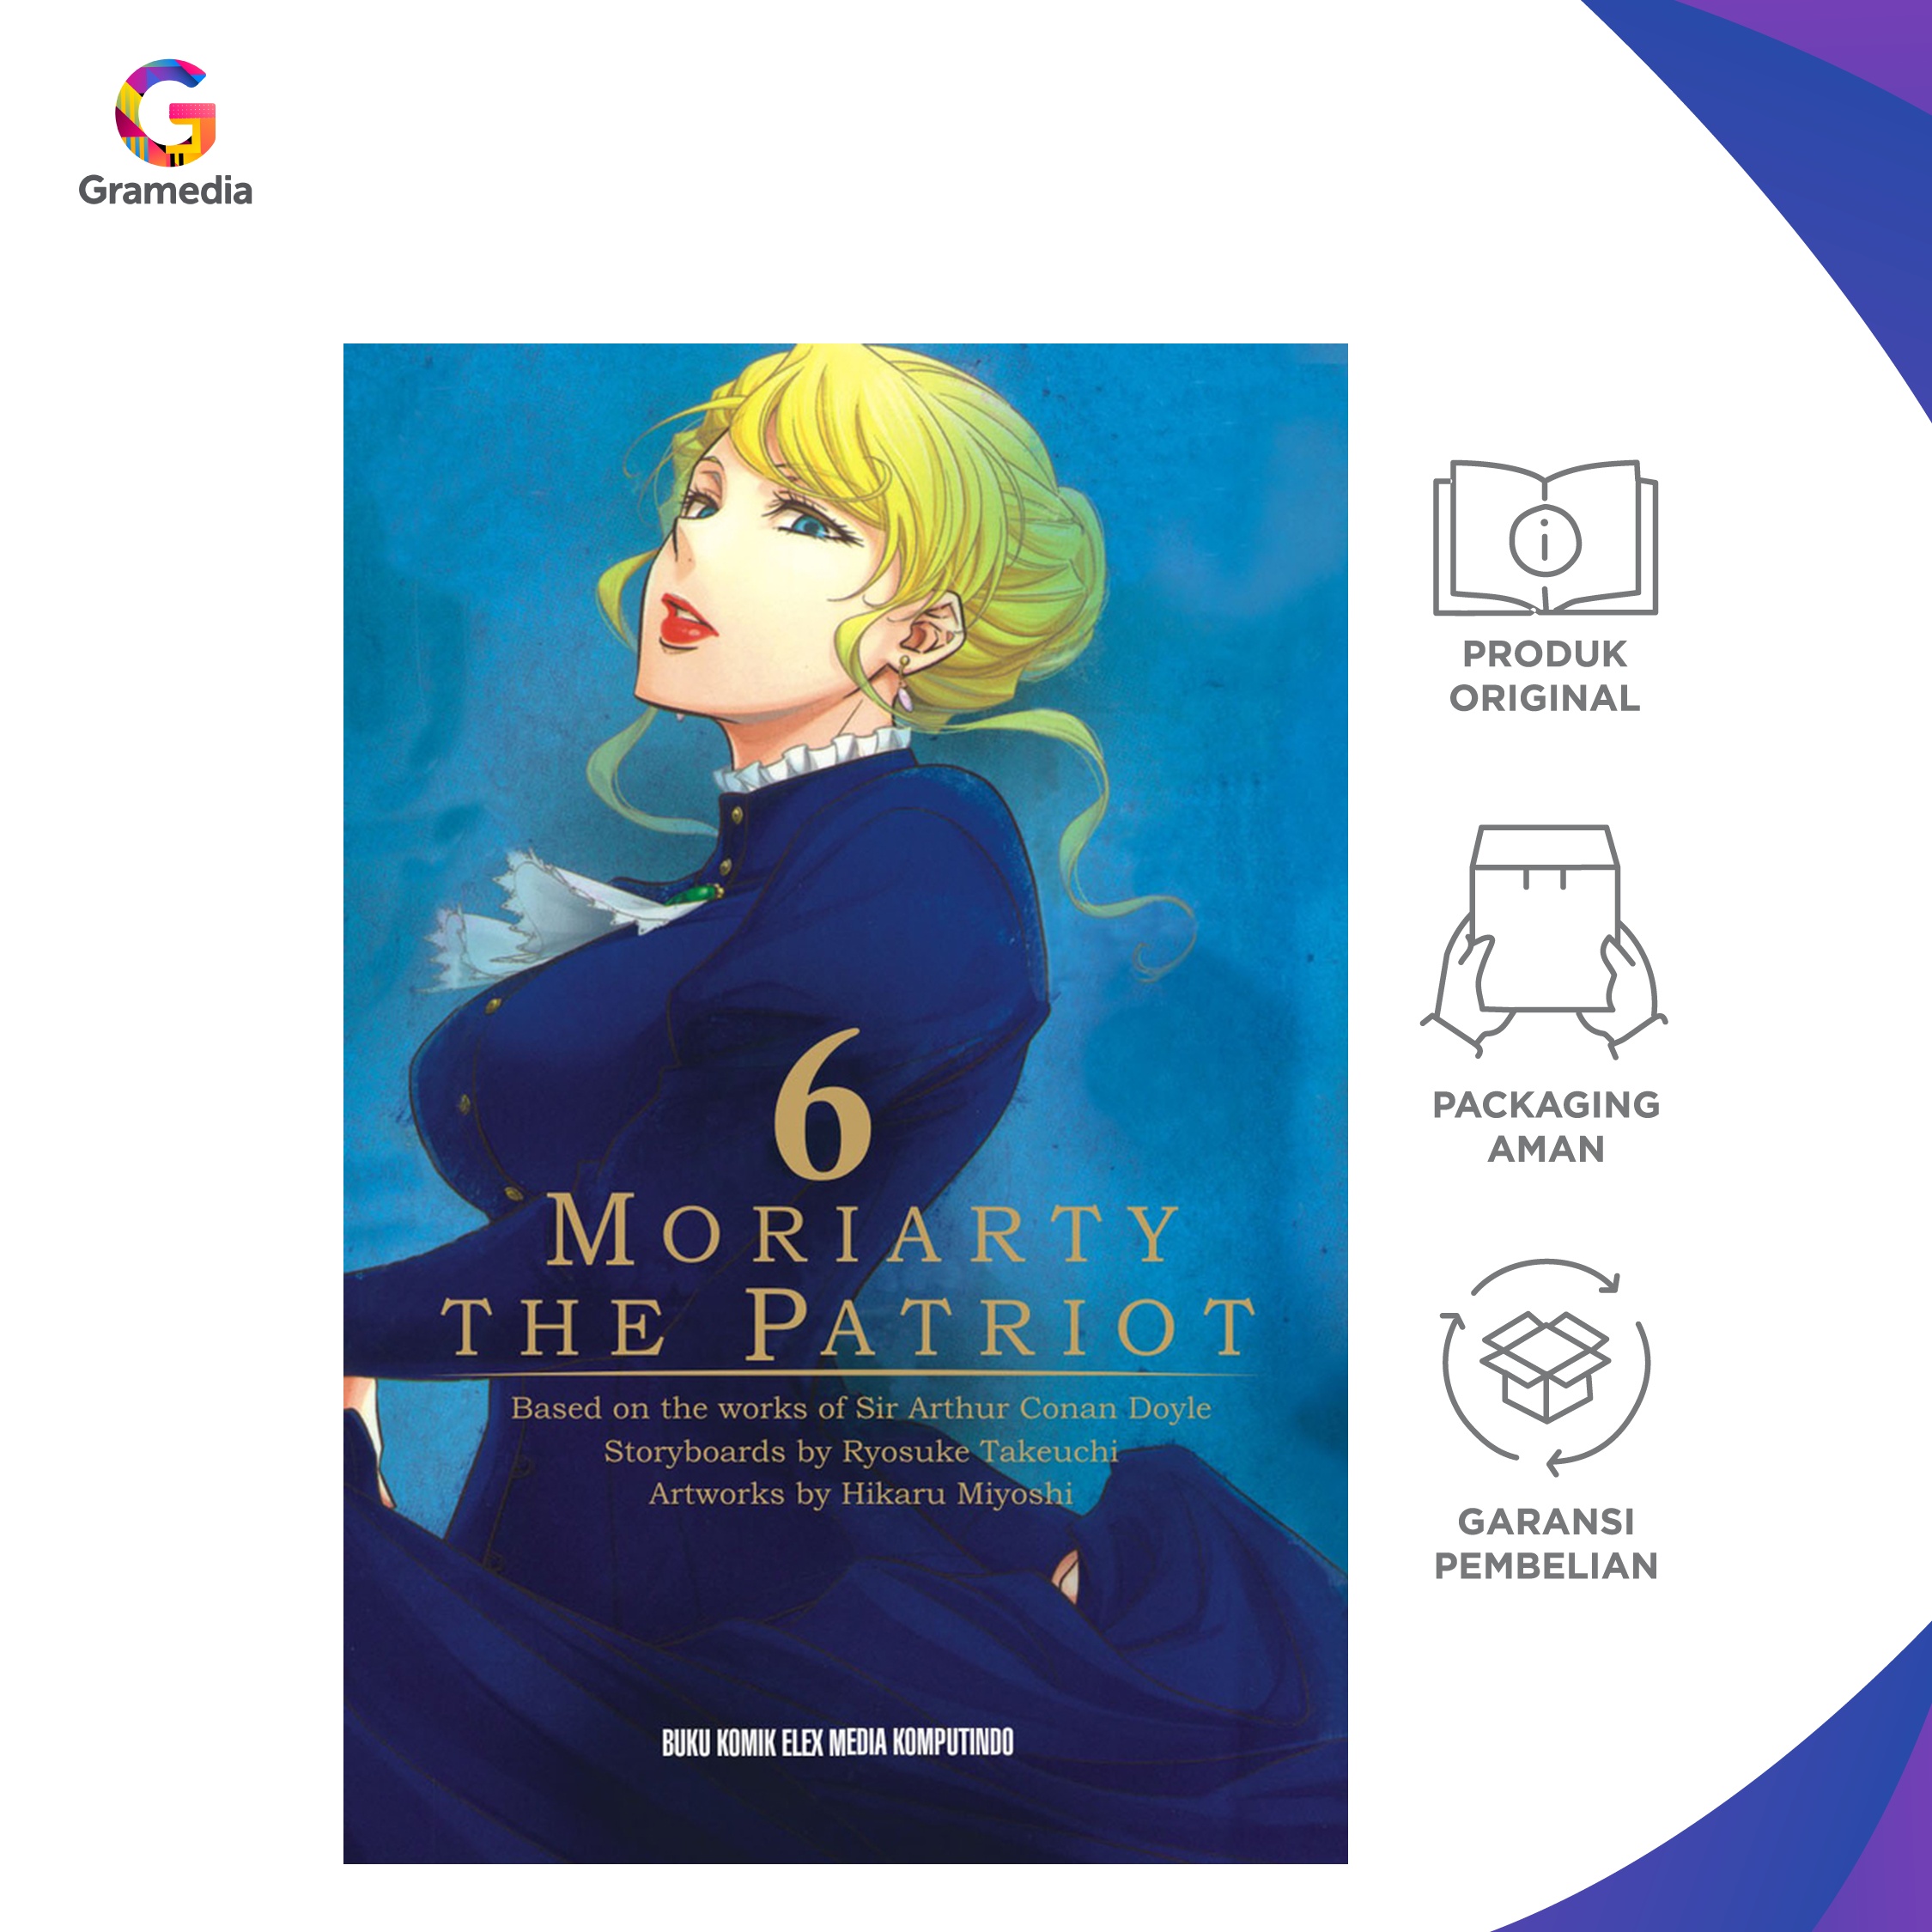 Gramedia
6
MORIARTY
THE PATRIOT
Based on the works of Sir Arthur Conan Doyle
Storyboards by Ryosuke Takeuchi
Artworks by Hikaru Miyoshi
BUKU KOMIK ELEX MEDIA KOMPUTINDO
PRODUK
ORIGINAL
PACKAGING
AMAN
GARANSI
PEMBELIAN